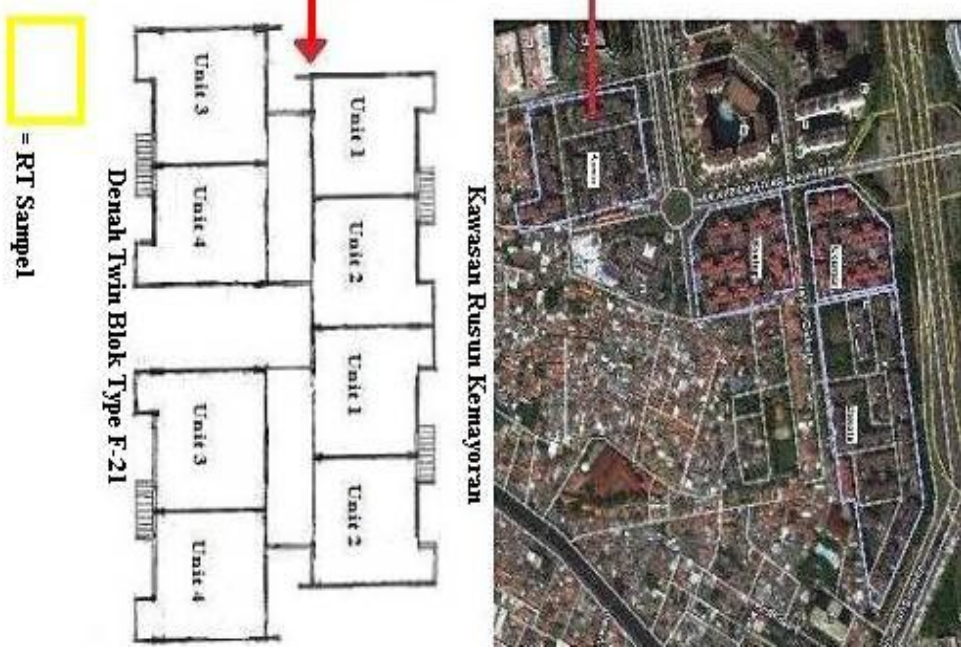 Kawasan Rusun Kemayoran
Unit 1
Unit 2
Unit 1
Unit 2
Unit 3
Unit 4
Unit 3
Unit 4
Denah Twin Blok Type F-21
= RT Sampel